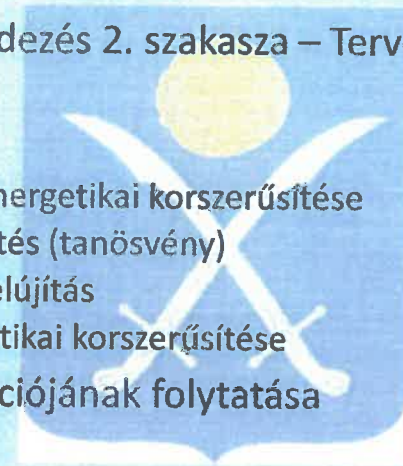 dezés 2. szakasza – Terv
nergetikai korszerűsítése
tés (tanösvény)
elújítás
tikai korszerűsítése
ciójának folytatása